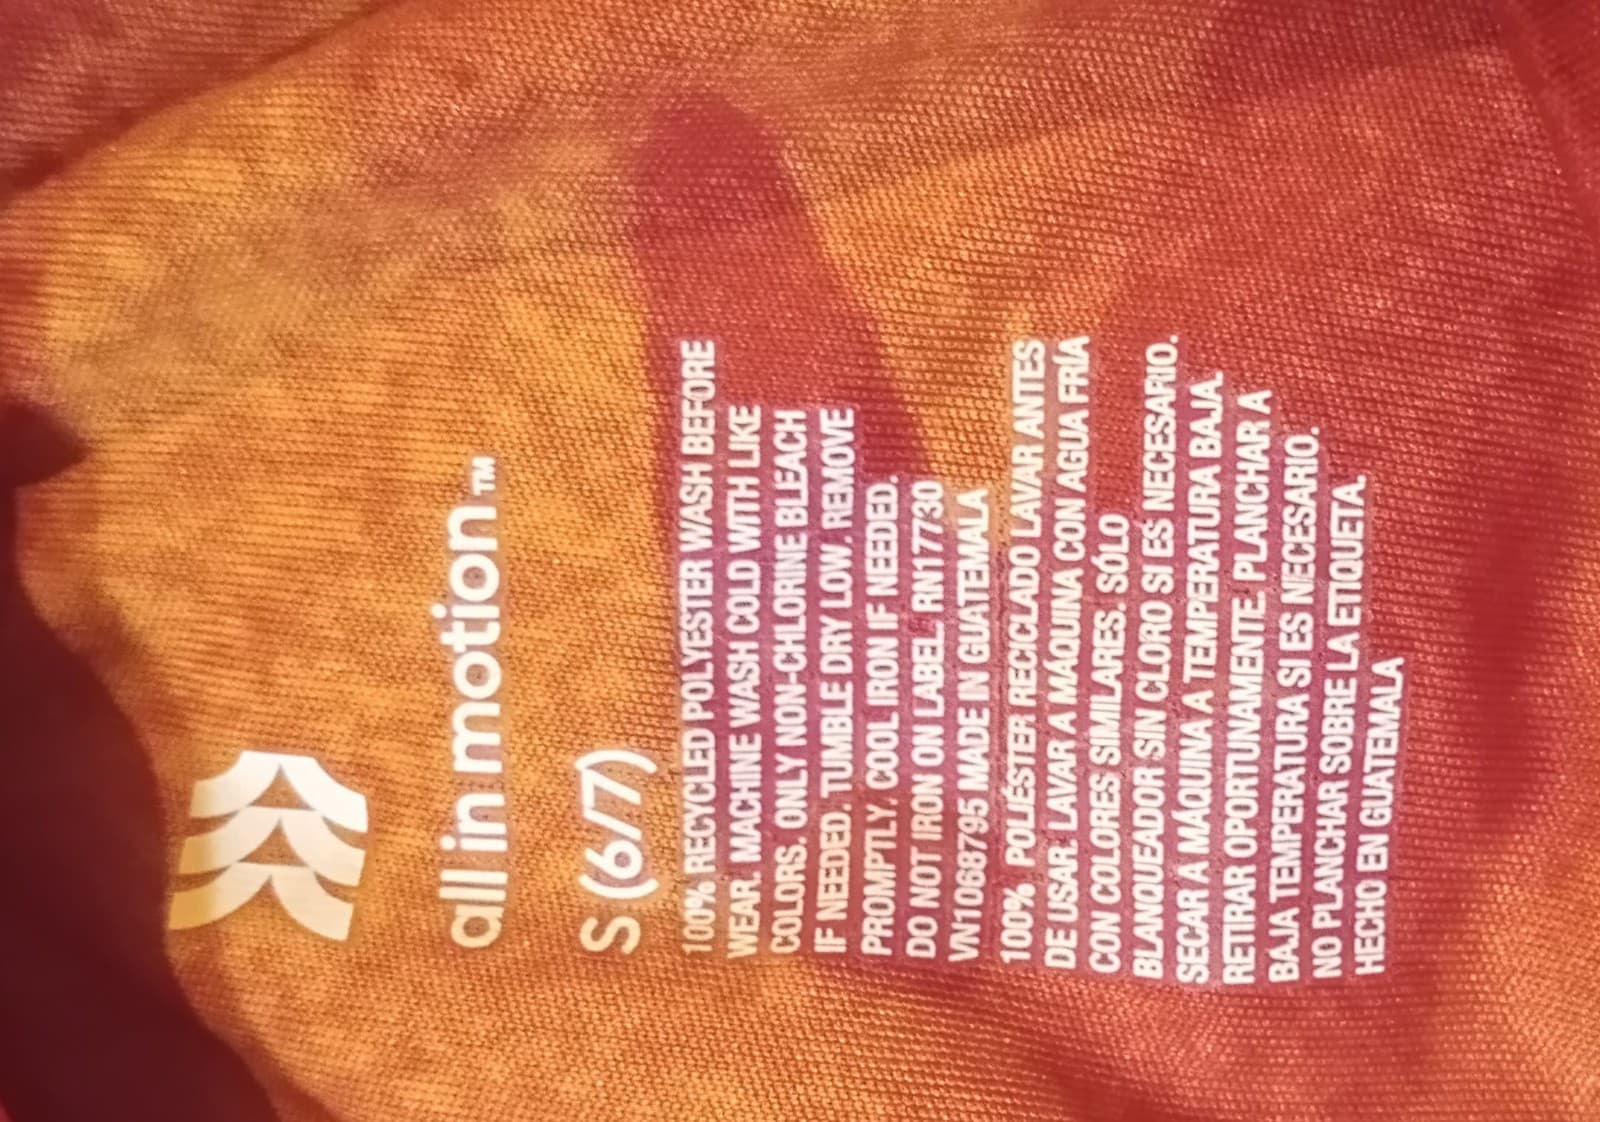 all in motion™
S (6/7)
100% RECYCLED POLYESTER WASH BEFORE
WEAR. MACHINE WASH COLD WITH LIKE
COLORS. ONLY NON-CHLORINE BLEACH
IF NEEDED. TUMBLE DRY LOW. REMOVE
PROMPTLY. COOL IRON IF NEEDED.
DO NOT IRON ON LABEL. RN17730
VN1068795 MADE IN GUATEMALA
100% POLIÉSTER RECICLADO LAVAR ANTES
DE USAR. LAVAR A MÁQUINA CON AGUA FRÍA
CON COLORES SIMILARES. SÓLO
BLANQUEADOR SIN CLORO SI ES NECESARIO.
SECAR A MÁQUINA A TEMPERATURA BAJA.
RETIRAR OPORTUNAMENTE. PLANCHAR A
BAJA TEMPERATURA SI ES NECESARIO.
NO PLANCHAR SOBRE LA ETIQUETA.
HECHO EN GUATEMALA